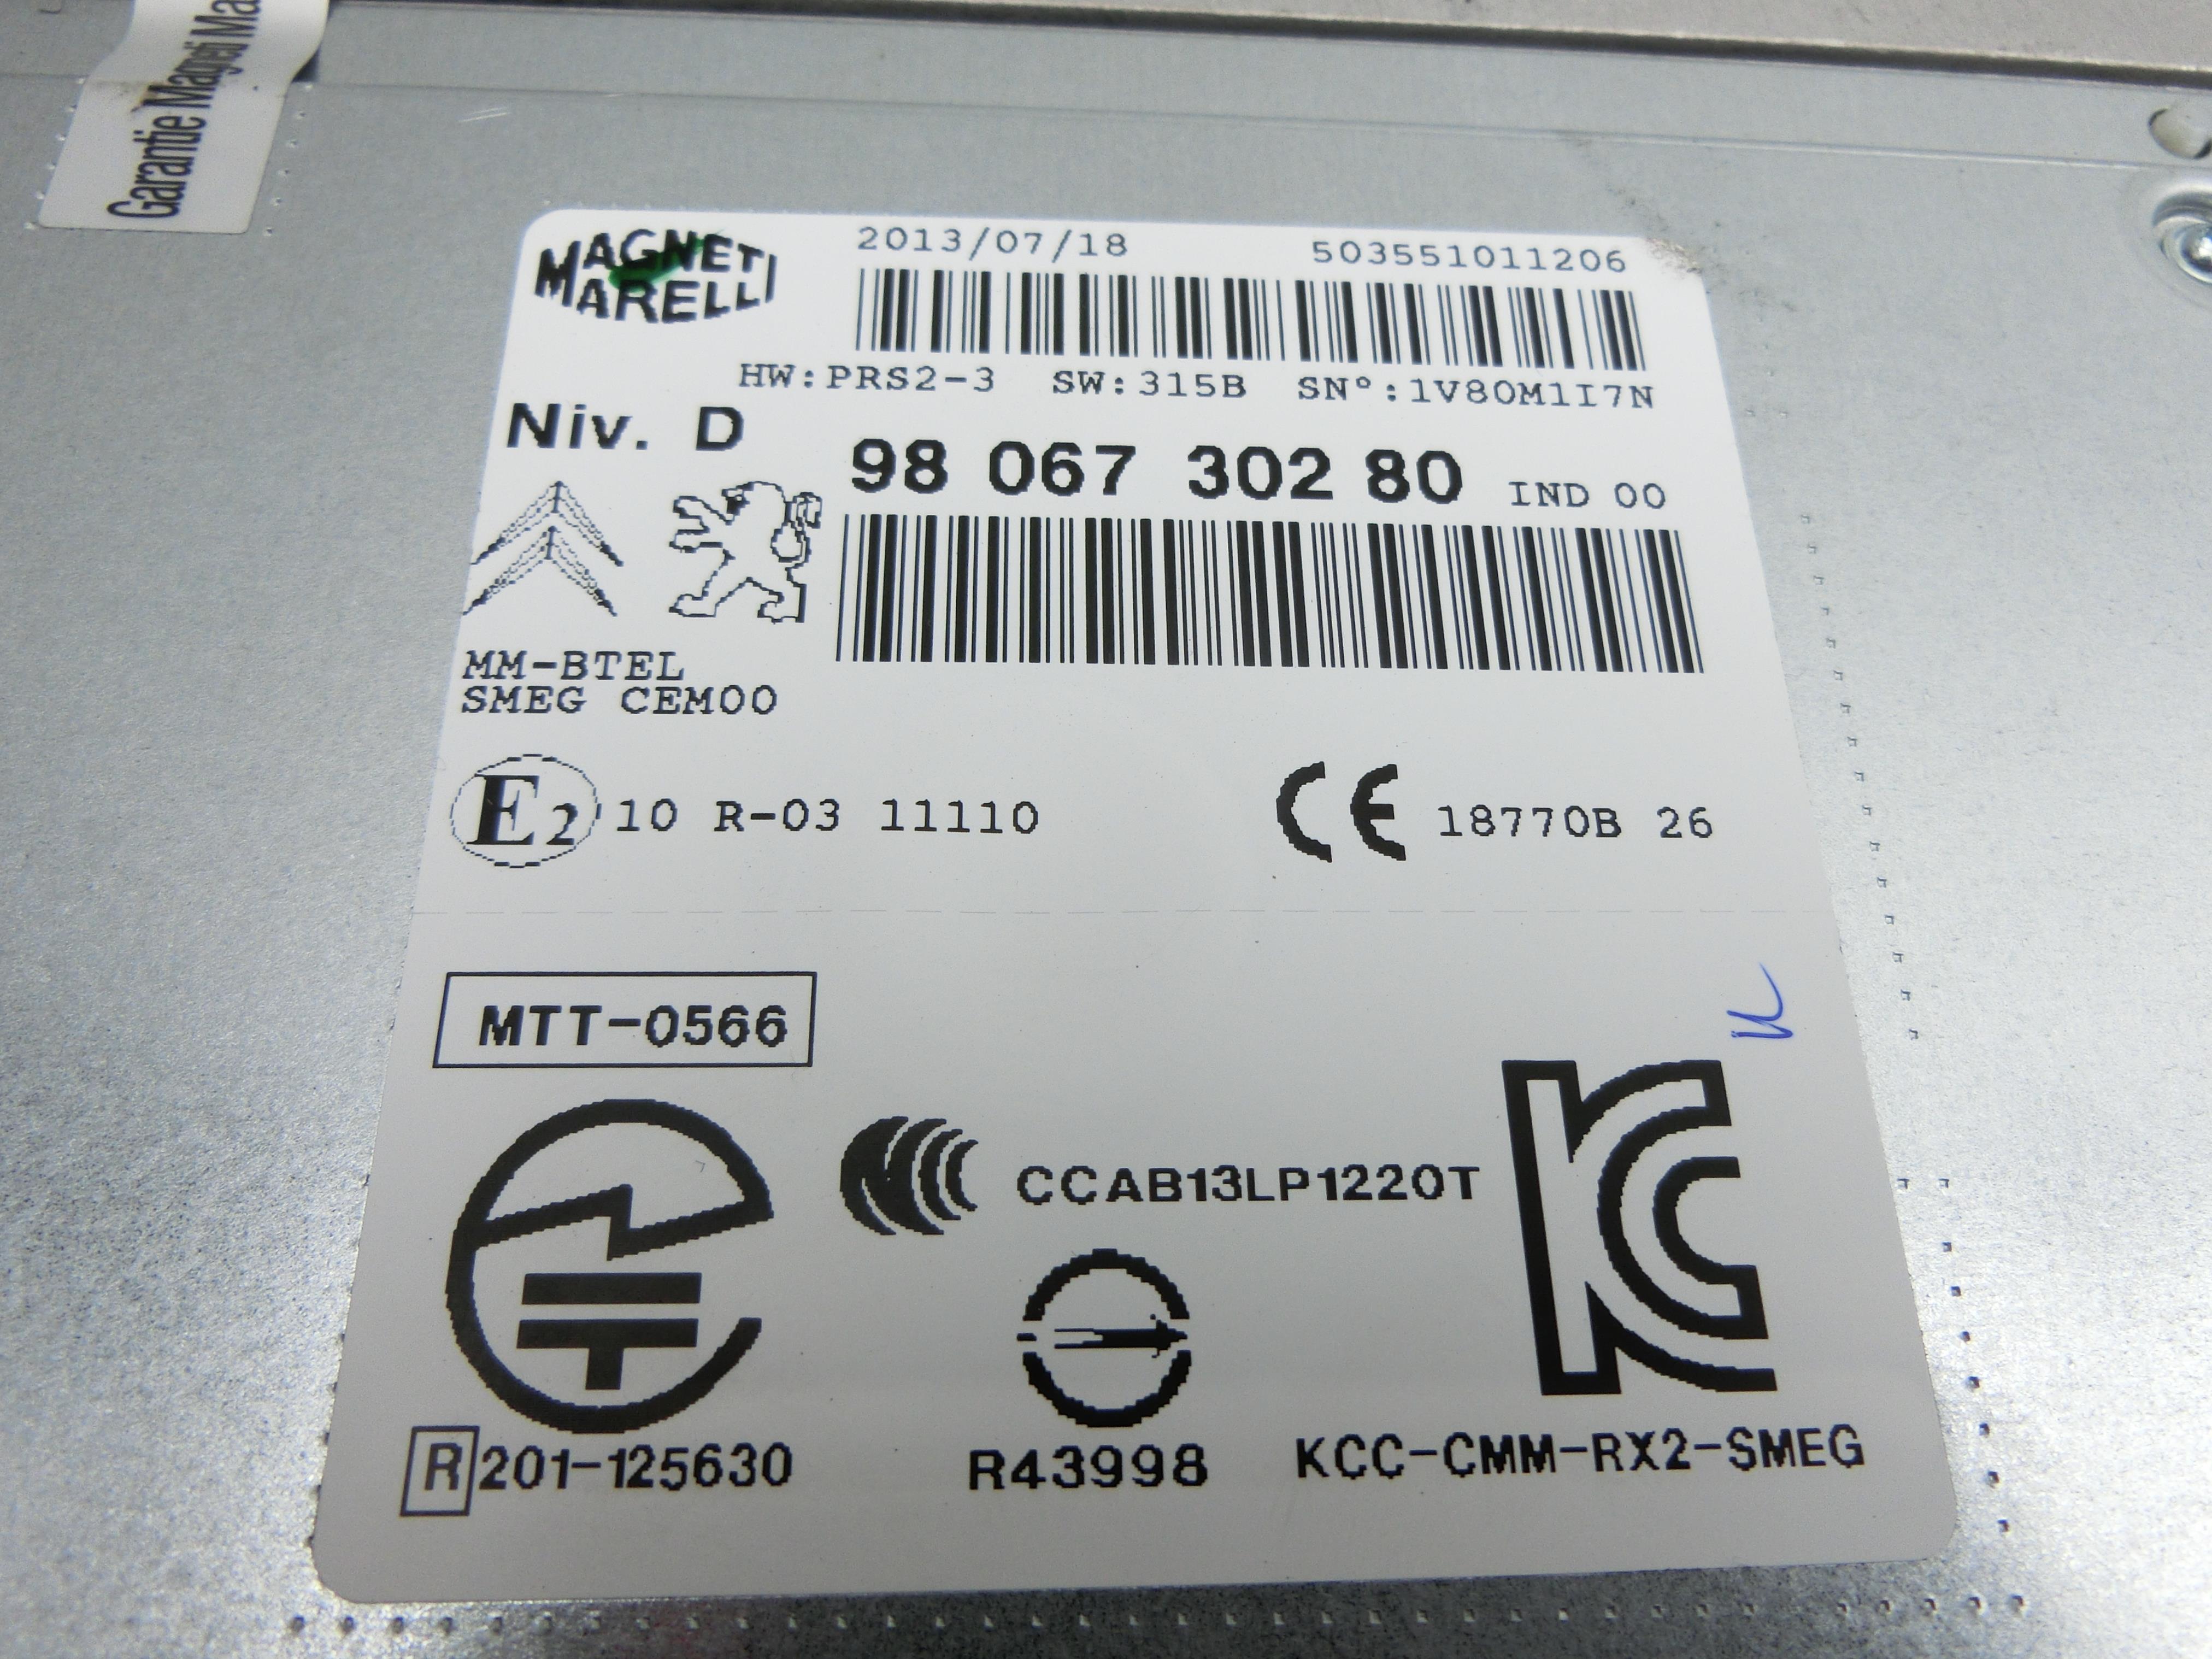 Garantie Magneti Ma
MAGNETI
MARELLI
2013/07/18 503551011206
HW:PRS2-3 SW:315B SN°:1V80M1I7N
Niv. D
98 067 302 80 IND 00
MM-BTEL
SMEG CEM00
E2 10 R-03 11110
CE 18770B 26
MTT-0566
CCC CCAB13LP1220T
R 201-125630
R43998
KC
KCC-CMM-RX2-SMEG